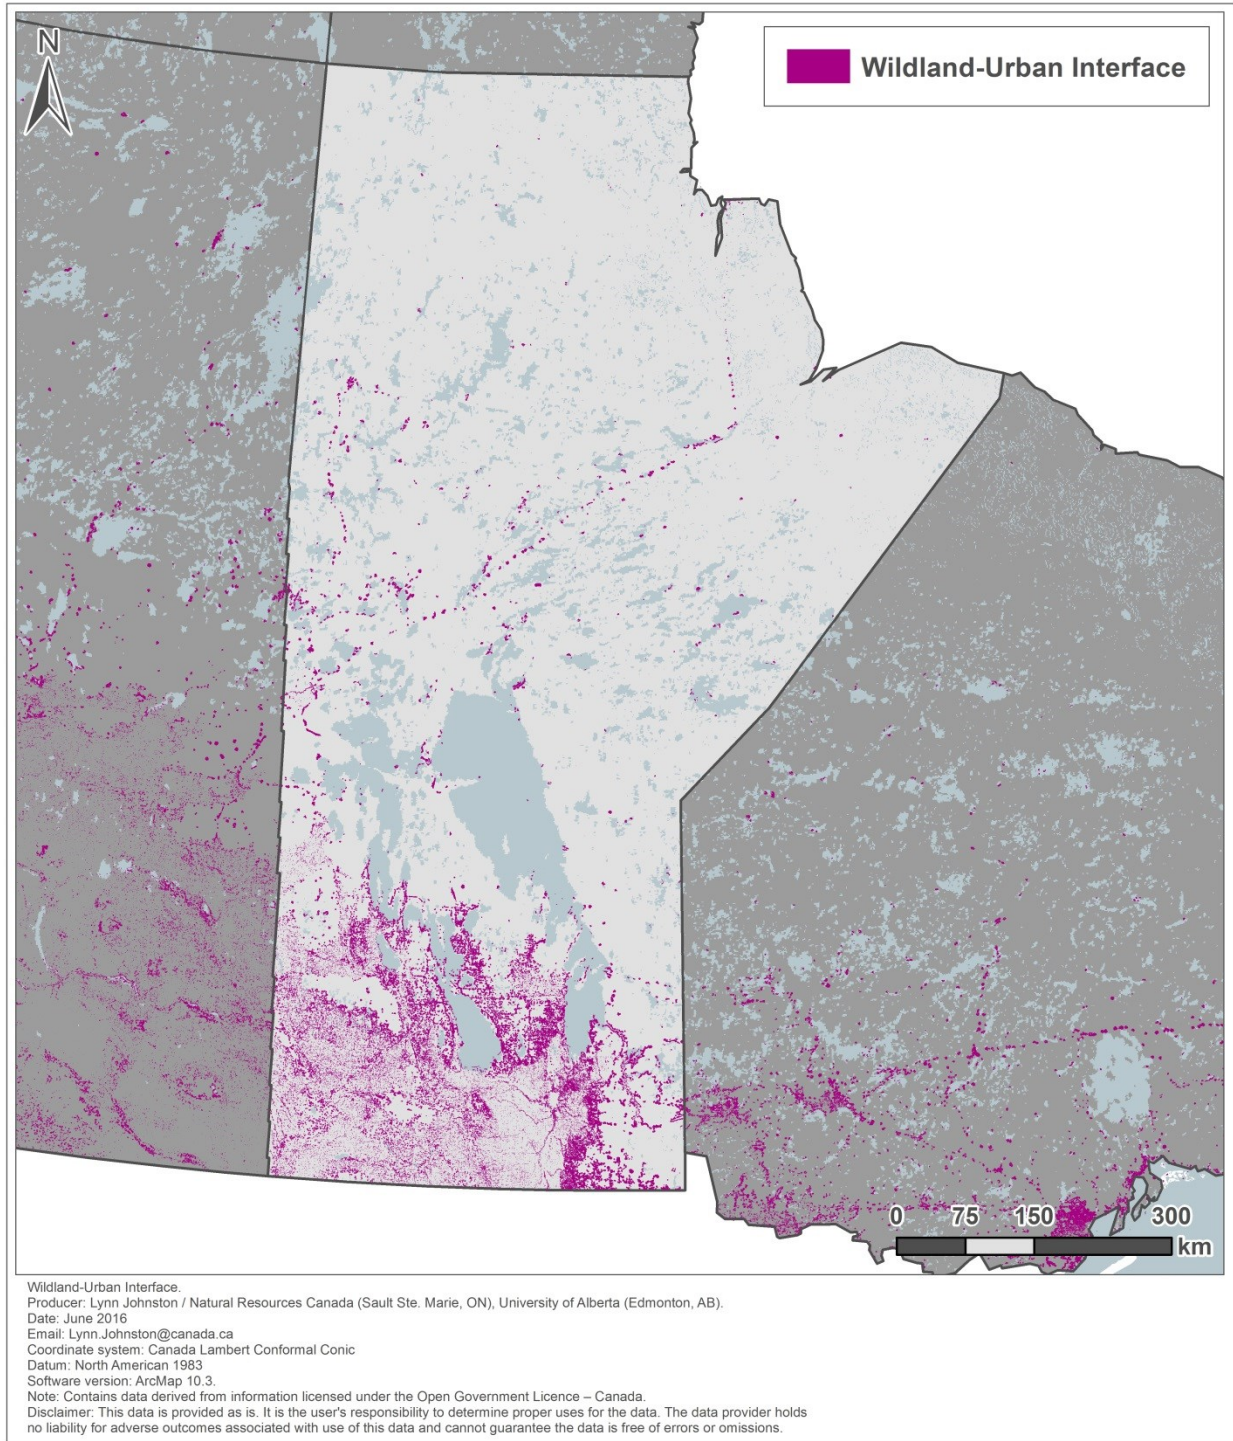 N
Wildland-Urban Interface
0 75 150 300
km
Wildland-Urban Interface.
Producer: Lynn Johnston / Natural Resources Canada (Sault Ste. Marie, ON), University of Alberta (Edmonton, AB).
Date: June 2016
Email: Lynn.Johnston@canada.ca
Coordinate system: Canada Lambert Conformal Conic
Datum: North American 1983
Software version: ArcMap 10.3.
Note: Contains data derived from information licensed under the Open Government Licence – Canada.
Disclaimer: This data is provided as is. It is the user's responsibility to determine proper uses for the data. The data provider holds
no liability for adverse outcomes associated with use of this data and cannot guarantee the data is free of errors or omissions.